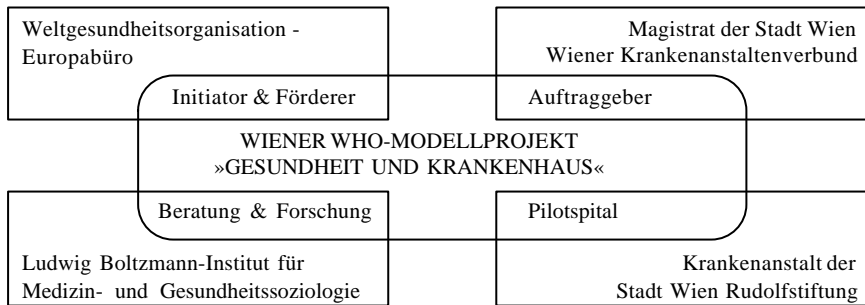 Weltgesundheitsorganisation -
Europabüro
Initiator & Förderer
Magistrat der Stadt Wien
Wiener Krankenanstaltenverbund
Auftraggeber
WIENER WHO-MODELLPROJEKT
»GESUNDHEIT UND KRANKENHAUS«
Beratung & Forschung
Ludwig Boltzmann-Institut für
Medizin- und Gesundheitssoziologie
Pilotspital
Krankenanstalt der
Stadt Wien Rudolfstiftung